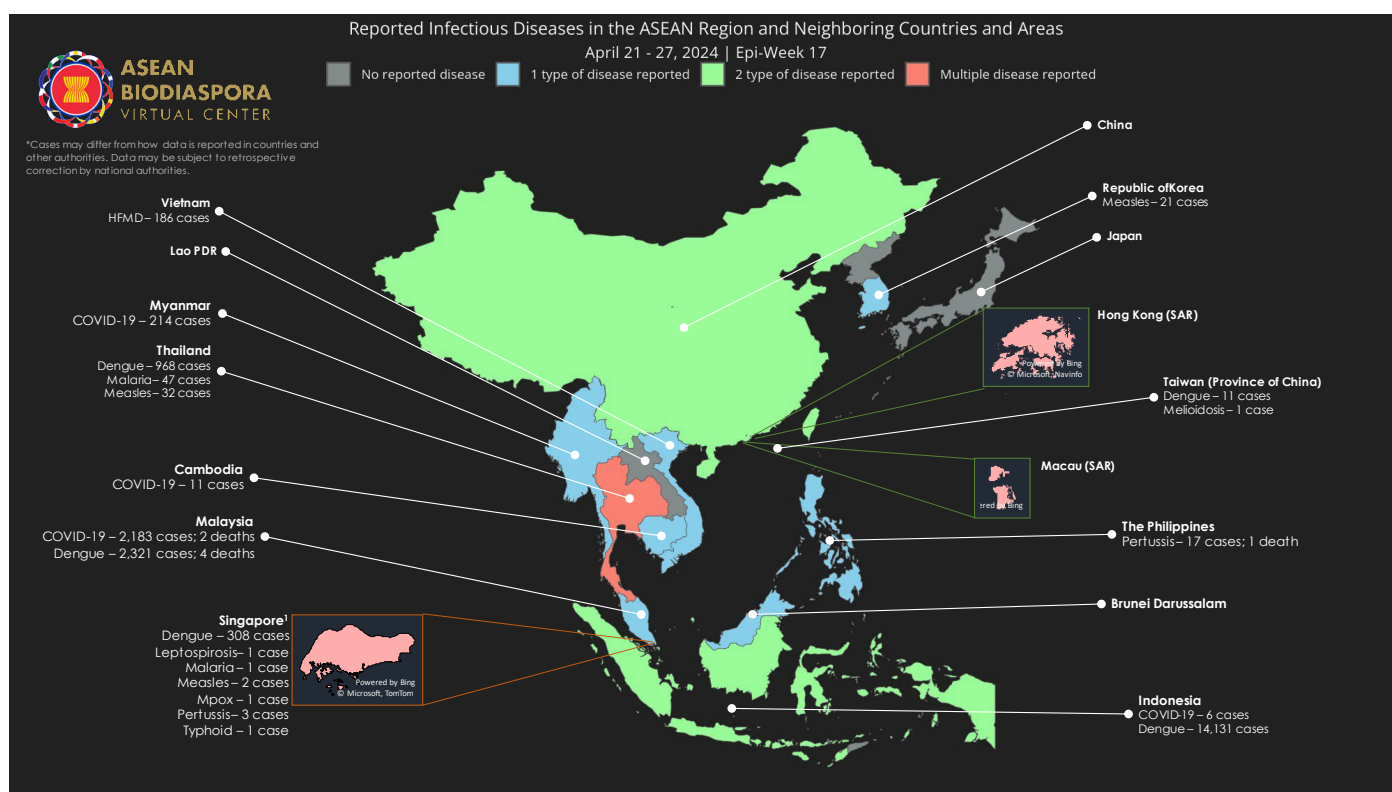 Reported Infectious Diseases in the ASEAN Region and Neighboring Countries and Areas
April 21 - 27, 2024 | Epi-Week 17
No reported disease
1 type of disease reported
2 type of disease reported
Multiple disease reported
ASEAN
BIODIASPORA
VIRTUAL CENTER
*Cases may differ from how data is reported in countries and
other authorities. Data may be subject to retrospective
correction by national authorities.
Vietnam
HFMD – 186 cases
Lao PDR
Myanmar
COVID-19 – 214 cases
Thailand
Dengue – 968 cases
Malaria – 47 cases
Measles – 32 cases
Cambodia
COVID-19 – 11 cases
Malaysia
COVID-19 – 2,183 cases; 2 deaths
Dengue – 2,321 cases; 4 deaths
Singapore¹
Dengue – 308 cases
Leptospirosis – 1 case
Malaria – 1 case
Measles – 2 cases
Mpox – 1 case
Pertussis – 3 cases
Typhoid – 1 case
Powered by Bing
© Microsoft, TomTom
China
Republic ofKorea
Measles – 21 cases
Japan
Hong Kong (SAR)
Powered by Bing
© Microsoft, Navinfo
Taiwan (Province of China)
Dengue – 11 cases
Melioidosis – 1 case
Macau (SAR)
ered by Bing
The Philippines
Pertussis – 17 cases; 1 death
Brunei Darussalam
Indonesia
COVID-19 – 6 cases
Dengue – 14,131 cases